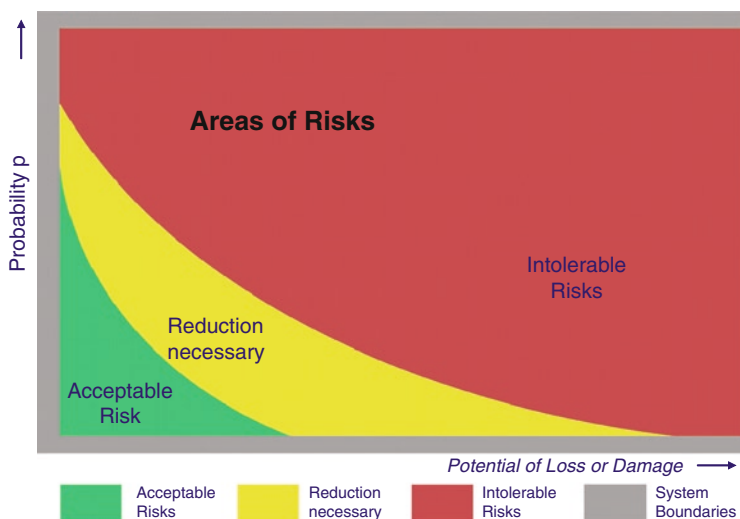 Areas of Risks
Probability p
Intolerable
Risks
Reduction
necessary
Acceptable
Risk
Potential of Loss or Damage
Acceptable
Risks
Reduction
necessary
Intolerable
Risks
System
Boundaries